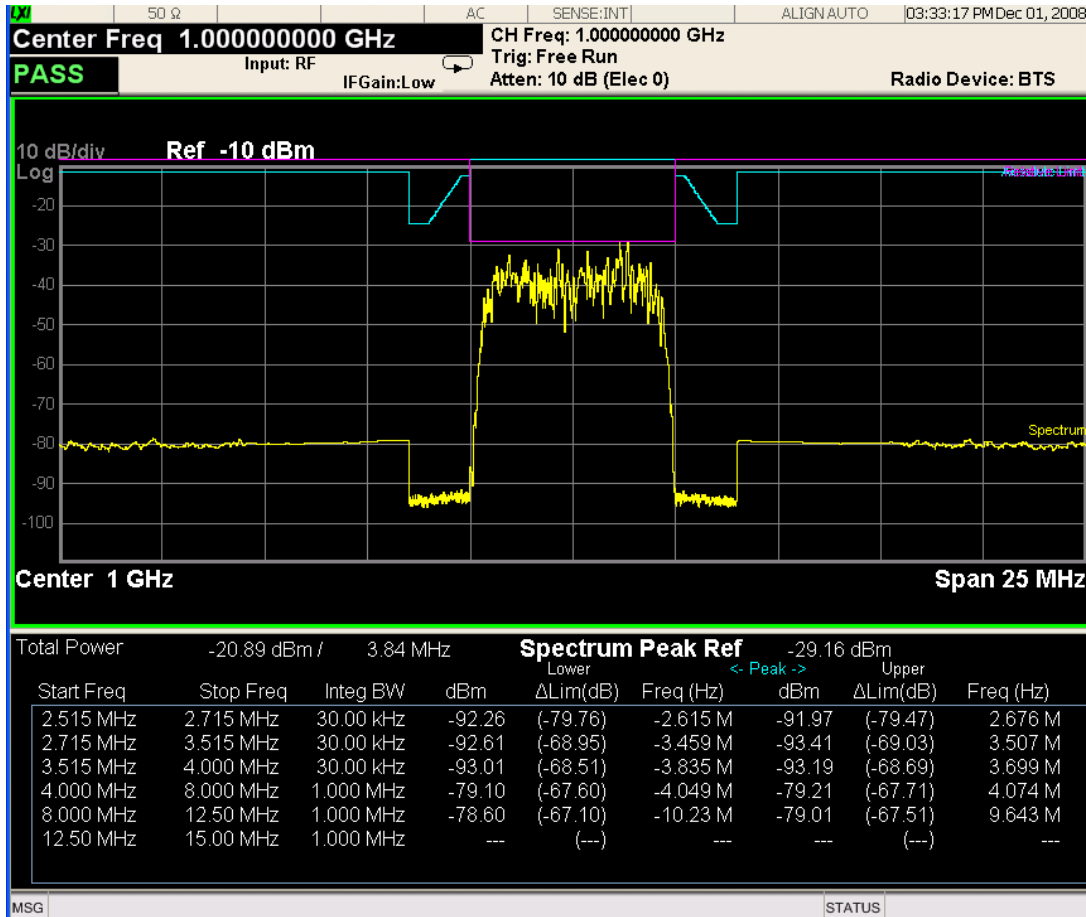 LXI 50 Ω AC SENSE:INT ALIGN AUTO 03:33:17 PM Dec 01, 2008
Center Freq 1.000000000 GHz CH Freq: 1.000000000 GHz
Input: RF Trig: Free Run
PASS IFGain:Low Atten: 10 dB (Elec 0) Radio Device: BTS
10 dB/div Ref -10 dBm
Log
-20
-30
-40
-50
-60
-70
Spectrum
-80
-90
-100
Center 1 GHz Span 25 MHz
Total Power -20.89 dBm / 3.84 MHz Spectrum Peak Ref -29.16 dBm
Lower <- Peak -> Upper
Start Freq Stop Freq Integ BW dBm ΔLim(dB) Freq (Hz) dBm ΔLim(dB) Freq (Hz)
2.515 MHz 2.715 MHz 30.00 kHz -92.26 (-79.76) -2.615 M -91.97 (-79.47) 2.676 M
2.715 MHz 3.515 MHz 30.00 kHz -92.61 (-68.95) -3.459 M -93.41 (-69.03) 3.507 M
3.515 MHz 4.000 MHz 30.00 kHz -93.01 (-68.51) -3.835 M -93.19 (-68.69) 3.699 M
4.000 MHz 8.000 MHz 1.000 MHz -79.10 (-67.60) -4.049 M -79.21 (-67.71) 4.074 M
8.000 MHz 12.50 MHz 1.000 MHz -78.60 (-67.10) -10.23 M -79.01 (-67.51) 9.643 M
12.50 MHz 15.00 MHz 1.000 MHz --- (---) --- --- (---) ---
MSG STATUS